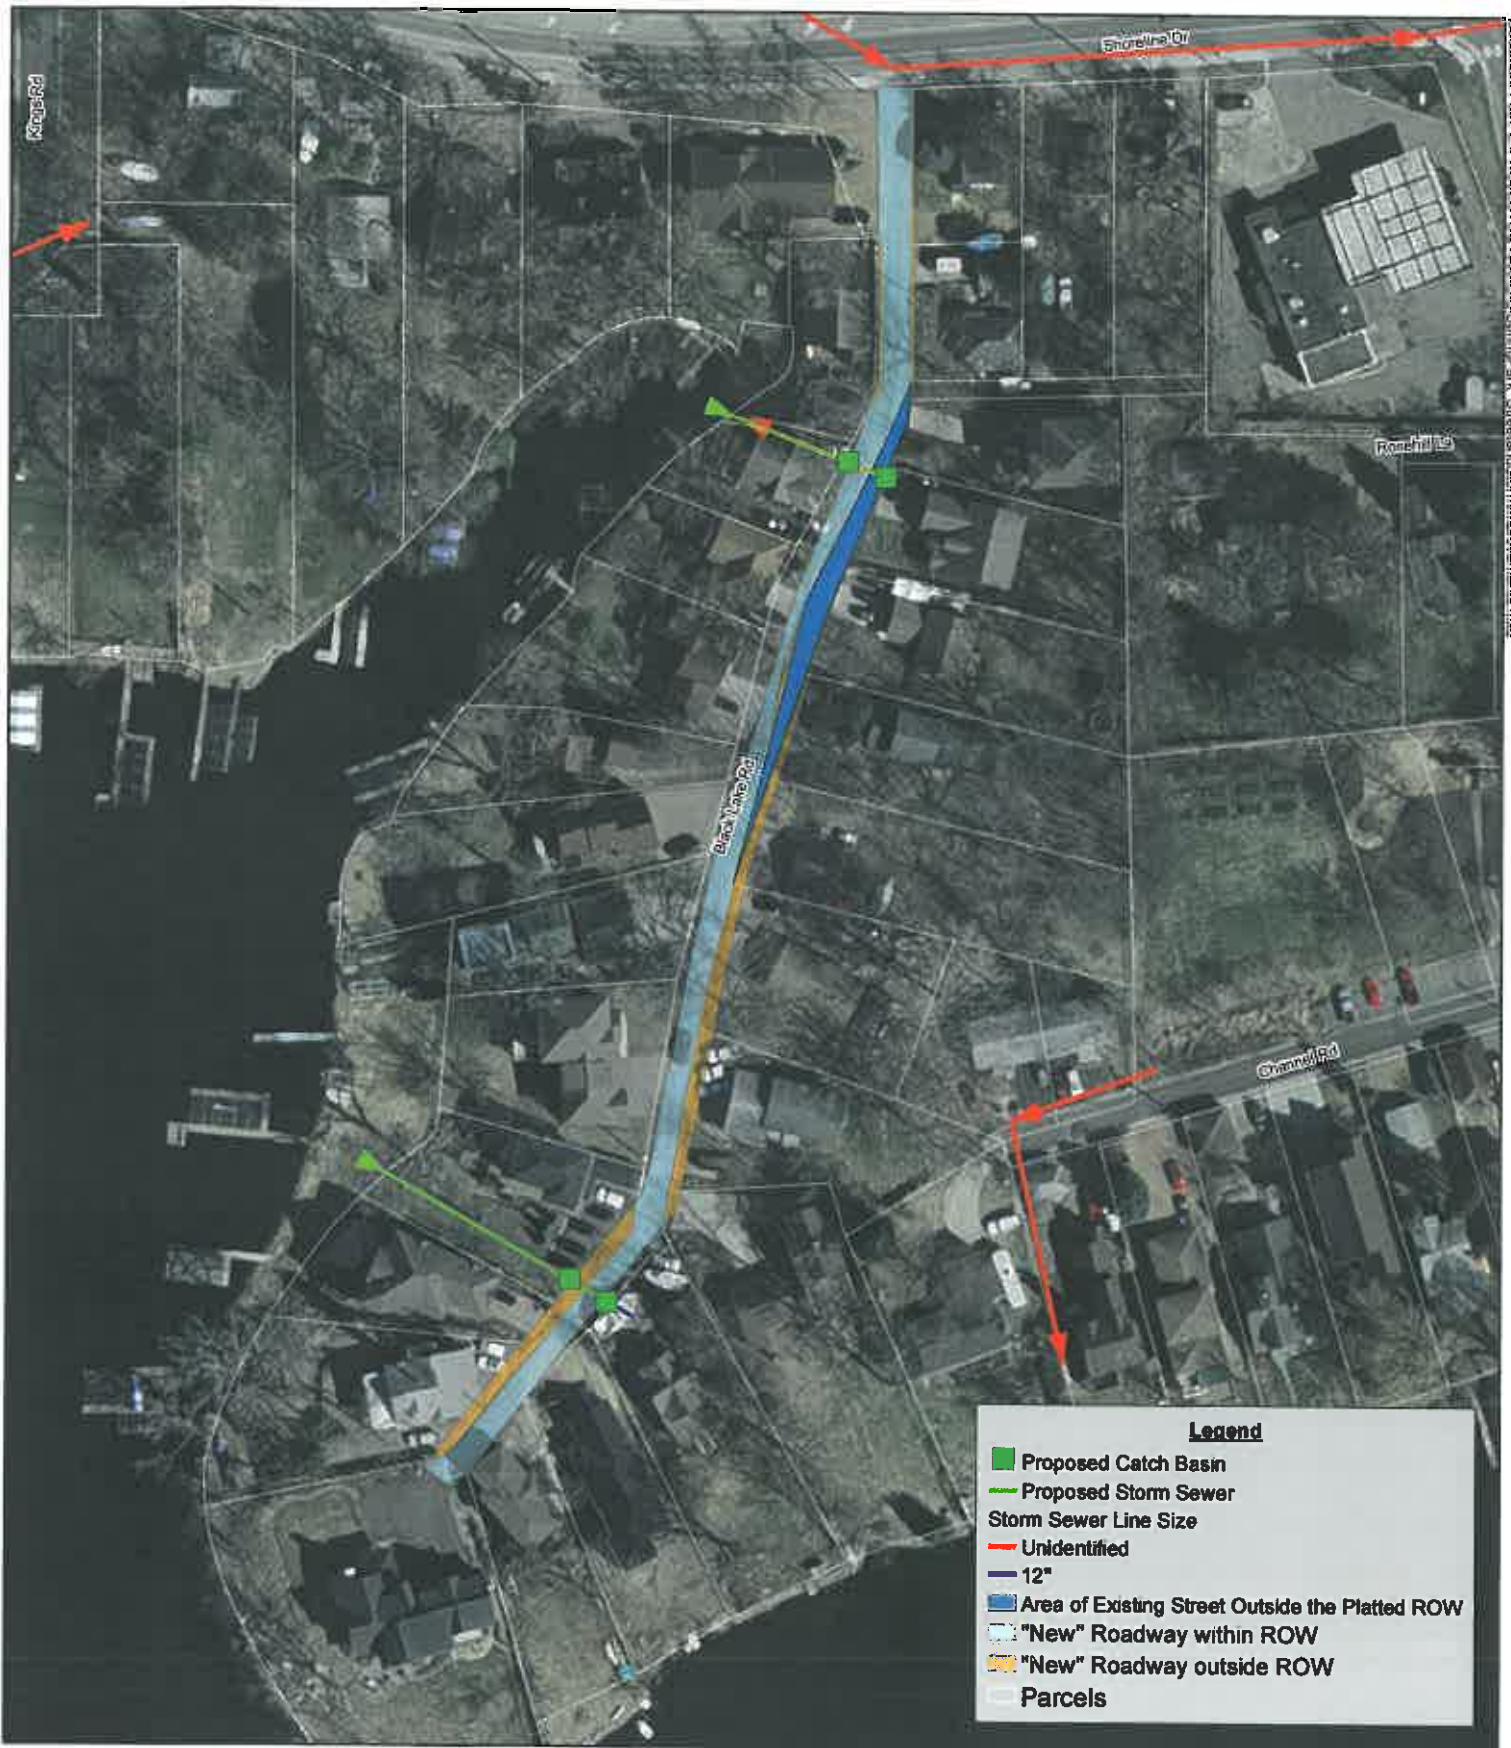 Shoreline Dr
Kings Rd
Rosehill Ln
Black Lake Rd
Channel Rd
Legend
Proposed Catch Basin
Proposed Storm Sewer
Storm Sewer Line Size
Unidentified
12"
Area of Existing Street Outside the Platted ROW
"New" Roadway within ROW
"New" Roadway outside ROW
Parcels